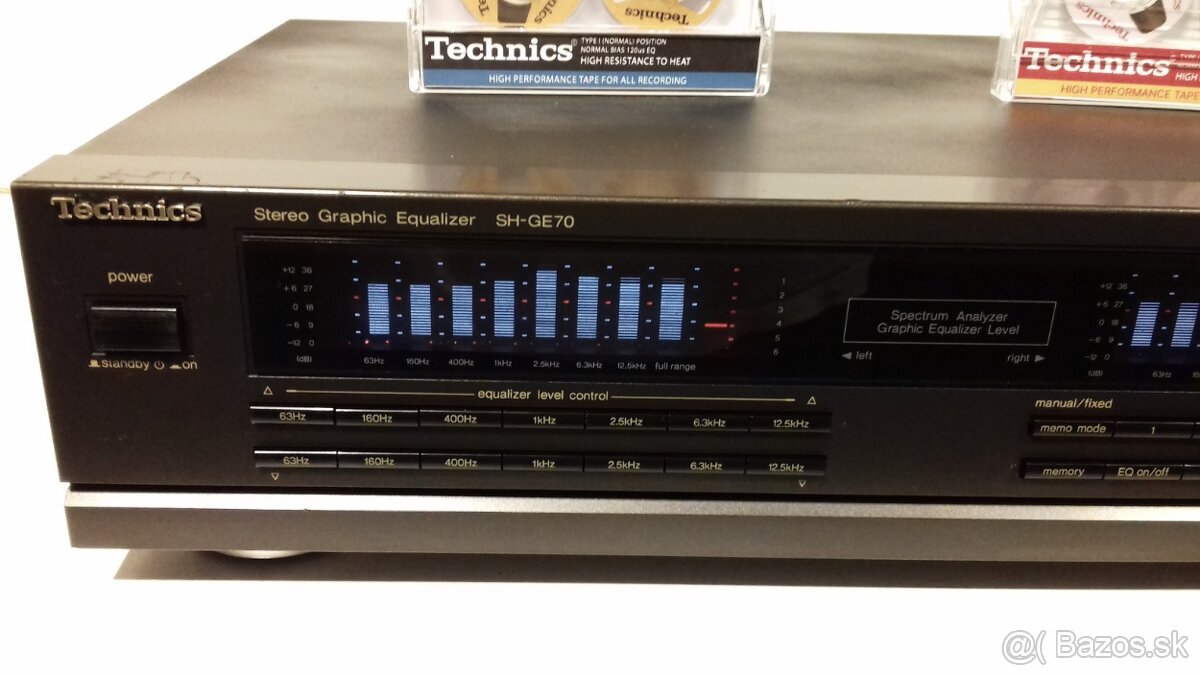 Technics
Technics
Technics® TYPE I (NORMAL) POSITION
NORMAL BIAS 120us EQ
HIGH RESISTANCE TO HEAT
HIGH PERFORMANCE TAPE FOR ALL RECORDING
Technics
HIGH
HIGH PERFORMANCE TAPE
Technics Stereo Graphic Equalizer SH-GE70
power
standby on
+12 36
+6 27
0 18
-6 9
-12 0
(dB)
63Hz 160Hz 400Hz 1kHz 2.5kHz 6.3kHz 12.5kHz full range
1
2
3
4
5
6
Spectrum Analyzer
Graphic Equalizer Level
left right
+12 36
+6 27
0 18
-6 9
-12 0
(dB)
63Hz
equalizer level control
63Hz 160Hz 400Hz 1kHz 2.5kHz 6.3kHz 12.5kHz
63Hz 160Hz 400Hz 1kHz 2.5kHz 6.3kHz 12.5kHz
manual/fixed
memo mode 1
memory EQ on/off
@( Bazos.sk